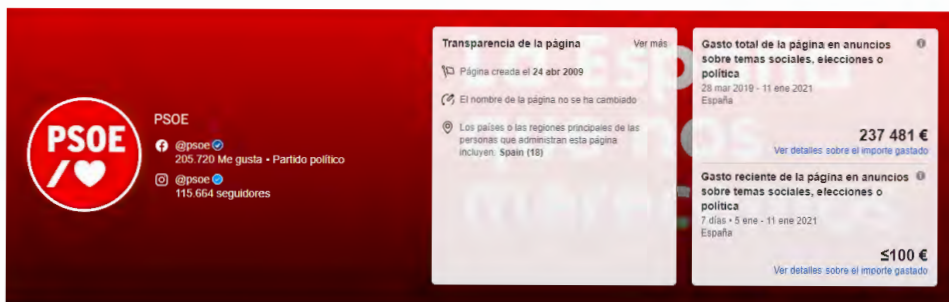 PSOE
PSOE
@psoe
205.720 Me gusta • Partido político
@psoe
115.664 seguidores
Transparencia de la página
Ver más
Página creada el 24 abr 2009
El nombre de la página no se ha cambiado
Los países o las regiones principales de las
personas que administran esta página
incluyen: Spain (18)
Gasto total de la página en anuncios
sobre temas sociales, elecciones o
política
28 mar 2019 - 11 ene 2021
España
237 481 €
Ver detalles sobre el importe gastado
Gasto reciente de la página en anuncios
sobre temas sociales, elecciones o
política
7 días • 5 ene - 11 ene 2021
España
≤100 €
Ver detalles sobre el importe gastado